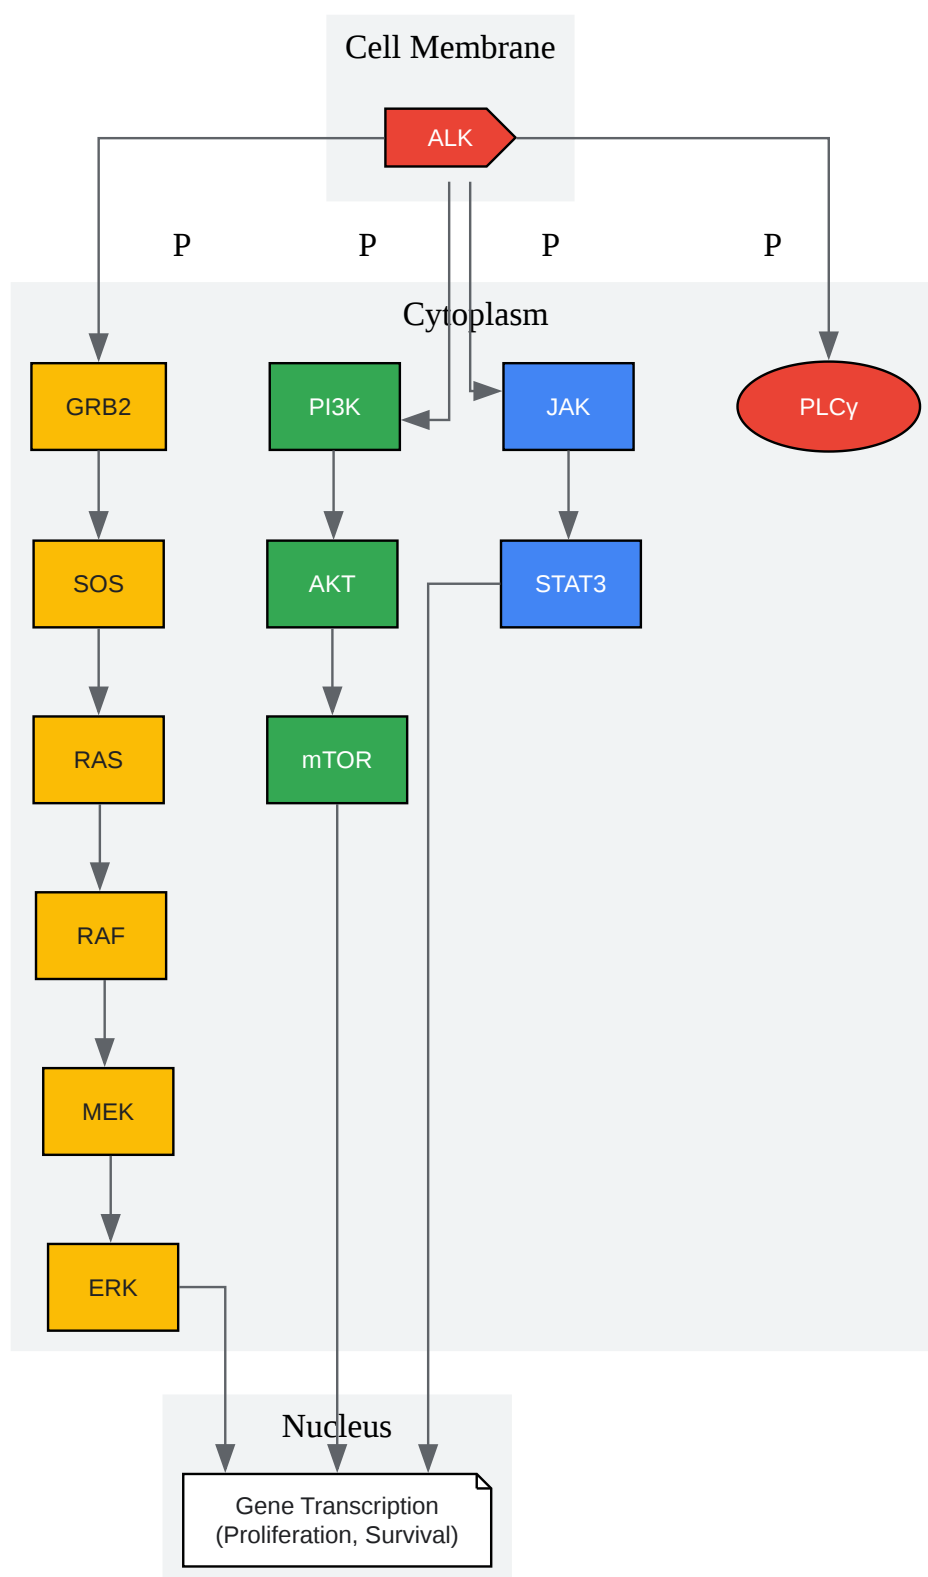 Cell Membrane
ALK
P
P
P
P
Cytoplasm
GRB2
PI3K
JAK
PLCγ
SOS
AKT
STAT3
RAS
mTOR
RAF
MEK
ERK
Nucleus
Gene Transcription
(Proliferation, Survival)